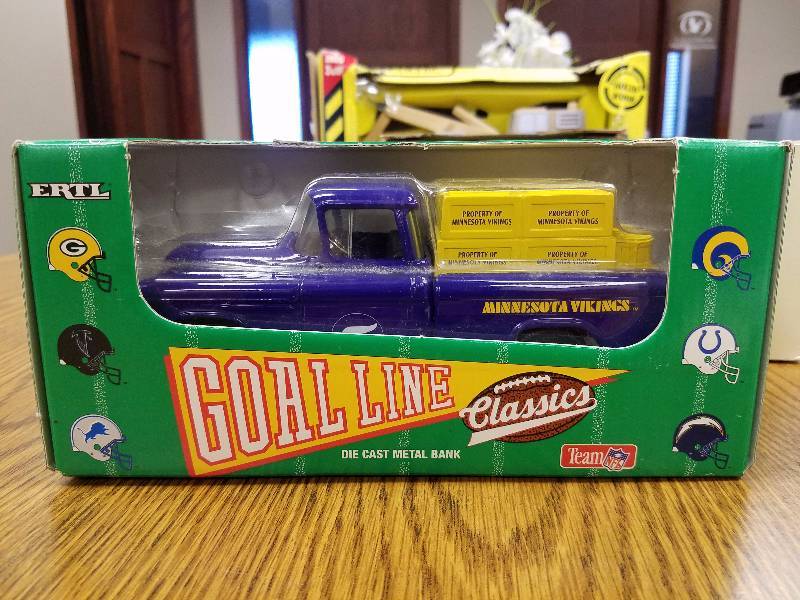 ERTL
PROPERTY OF
MINNESOTA VIKINGS
PROPERTY OF
MINNESOTA VIKINGS
PROPERTY OF
MINNESOTA VIKINGS
PROPERTY OF
MINNESOTA VIKINGS
MINNESOTA VIKINGS
G
GOAL LINE
Classics
DIE CAST METAL BANK
Team NFL